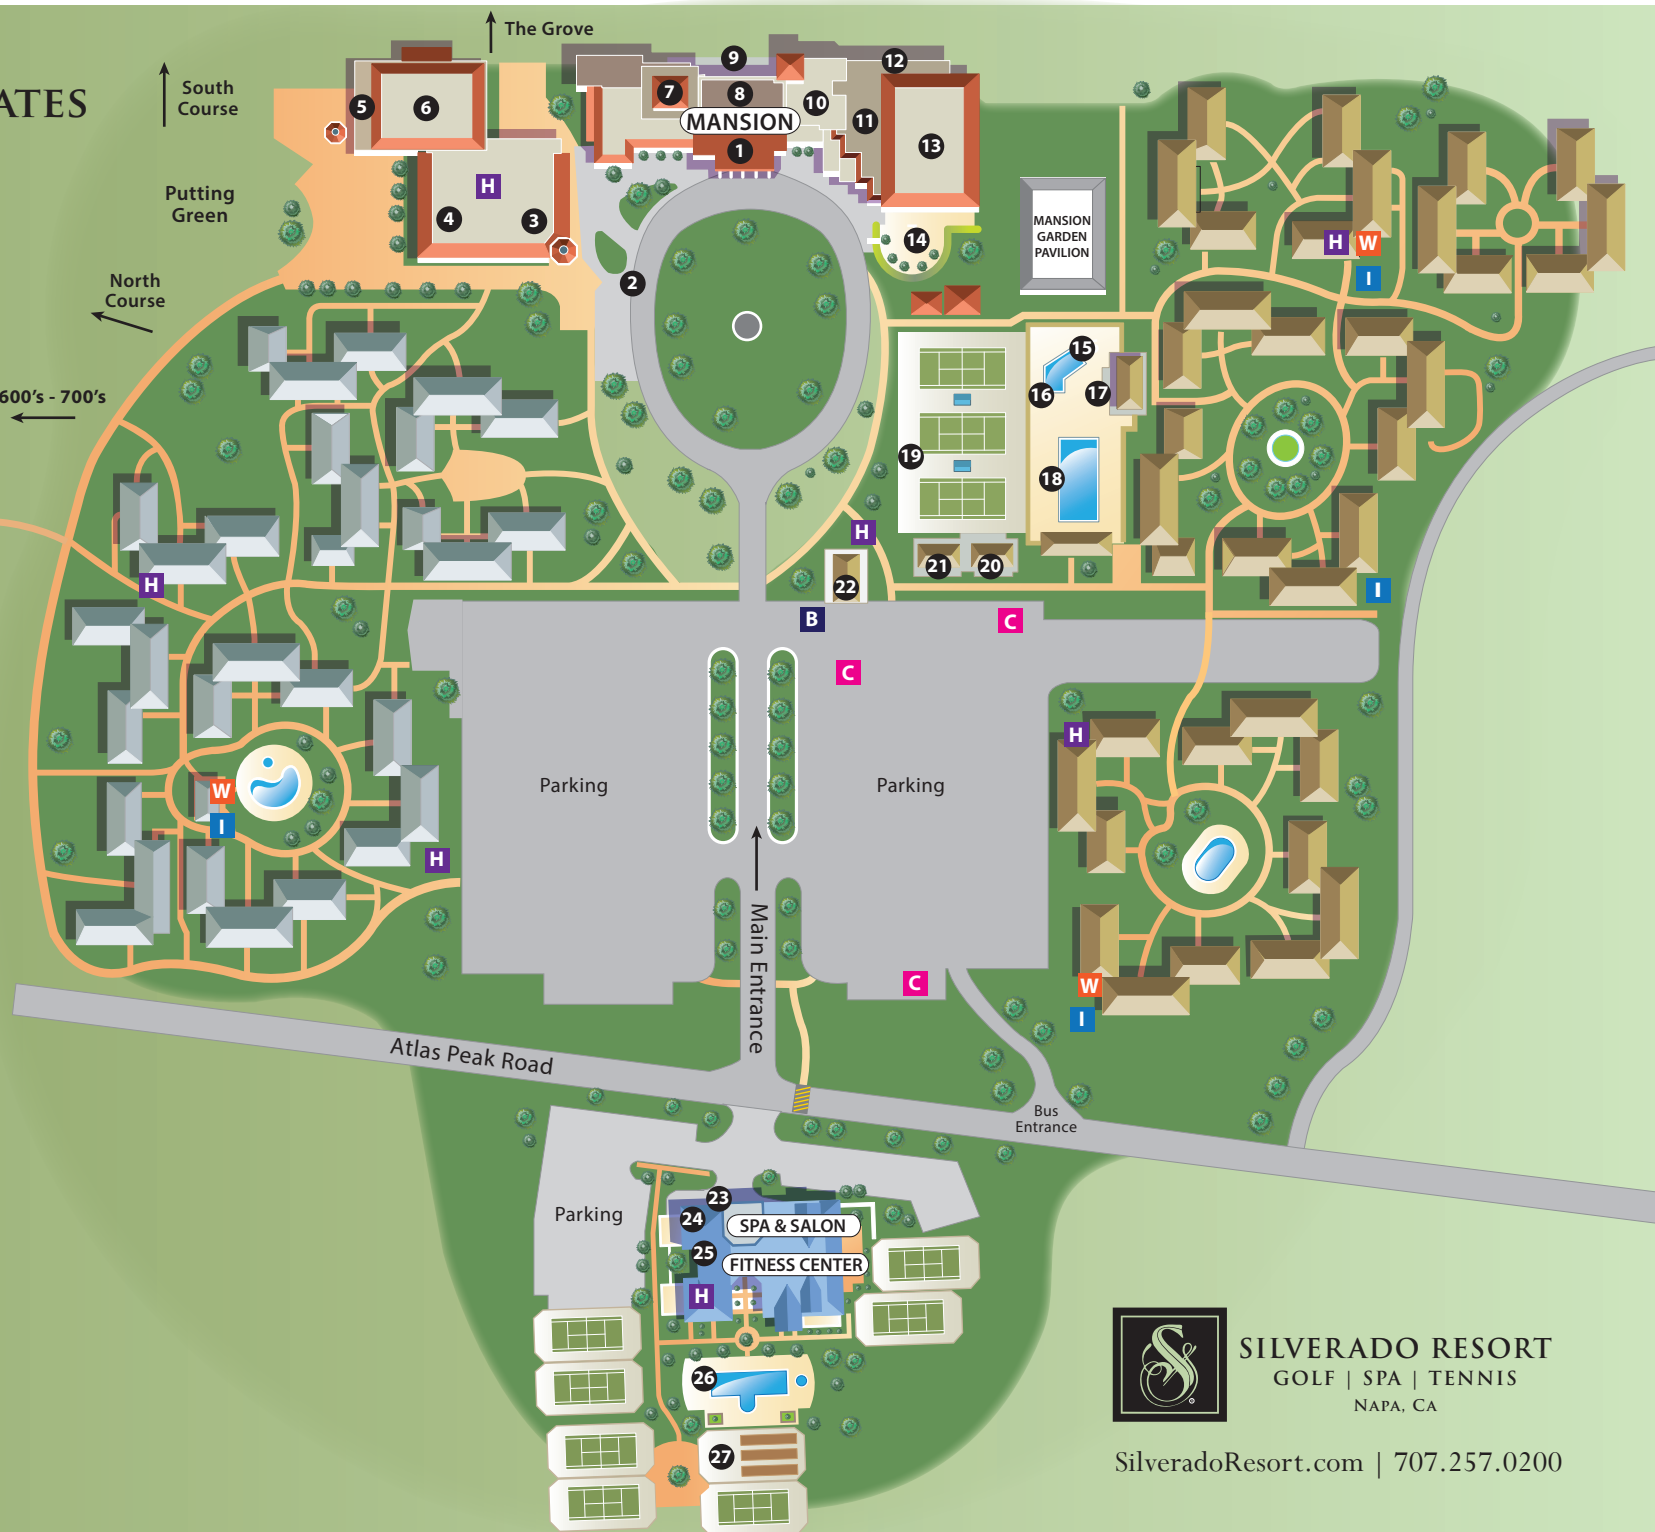 The Grove
ATES
South
Course
Putting
Green
North
Course
600's - 700's
5
6
4
3
H
9
12
7
8
10
11
MANSION
1
13
14
2
MANSION
GARDEN
PAVILION
H
W
I
15
16
17
19
18
H
21
20
22
I
B
C
C
H
H
W
I
H
Parking
Parking
Main Entrance
C
H
W
I
Atlas Peak Road
Bus
Entrance
Parking
23
24
SPA & SALON
25
FITNESS CENTER
H
26
27
S
SILVERADO RESORT
GOLF | SPA | TENNIS
NAPA, CA
SilveradoResort.com | 707.257.0200